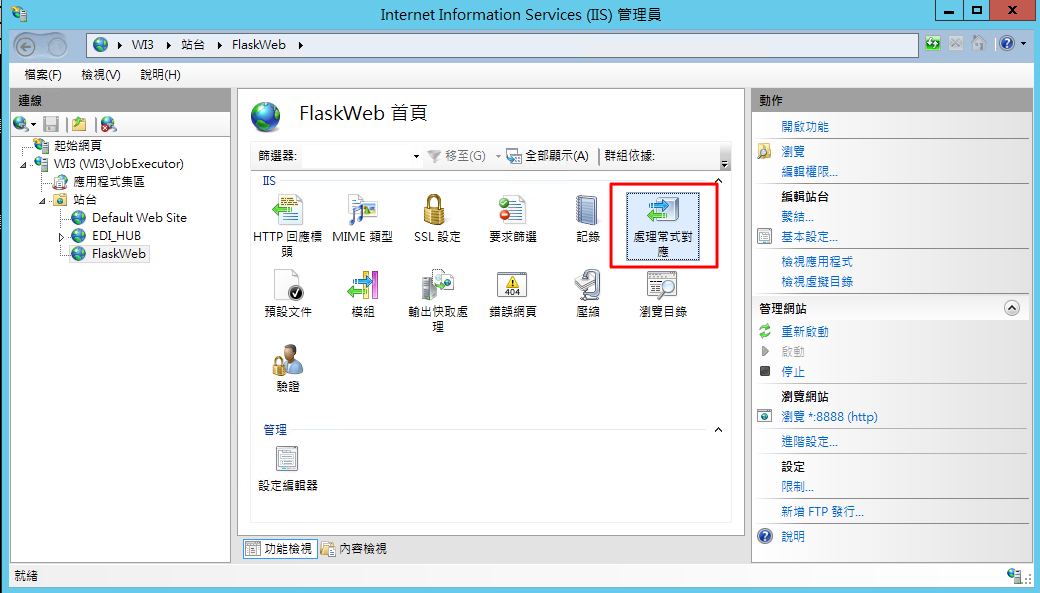 Internet Information Services (IIS) 管理員
WI3 站台 FlaskWeb
檔案(F) 檢視(V) 說明(H)
連線
起始網頁
WI3 (WI3\JobExecutor)
應用程式集區
站台
Default Web Site
EDI_HUB
FlaskWeb
FlaskWeb 首頁
篩選器: 移至(G) 全部顯示(A) 群組依據:
IIS
HTTP 回應標
頭
MIME 類型
SSL 設定
要求篩選
記錄
處理常式對
應
預設文件
模組
輸出快取處
理
404
錯誤網頁
壓縮
瀏覽目錄
驗證
管理
設定編輯器
功能檢視 內容檢視
動作
開啟功能
瀏覽
編輯權限...
編輯站台
繫結...
基本設定...
檢視應用程式
檢視虛擬目錄
管理網站
重新啟動
啟動
停止
瀏覽網站
瀏覽 *:8888 (http)
進階設定...
設定
限制...
新增 FTP 發行...
說明
就緒